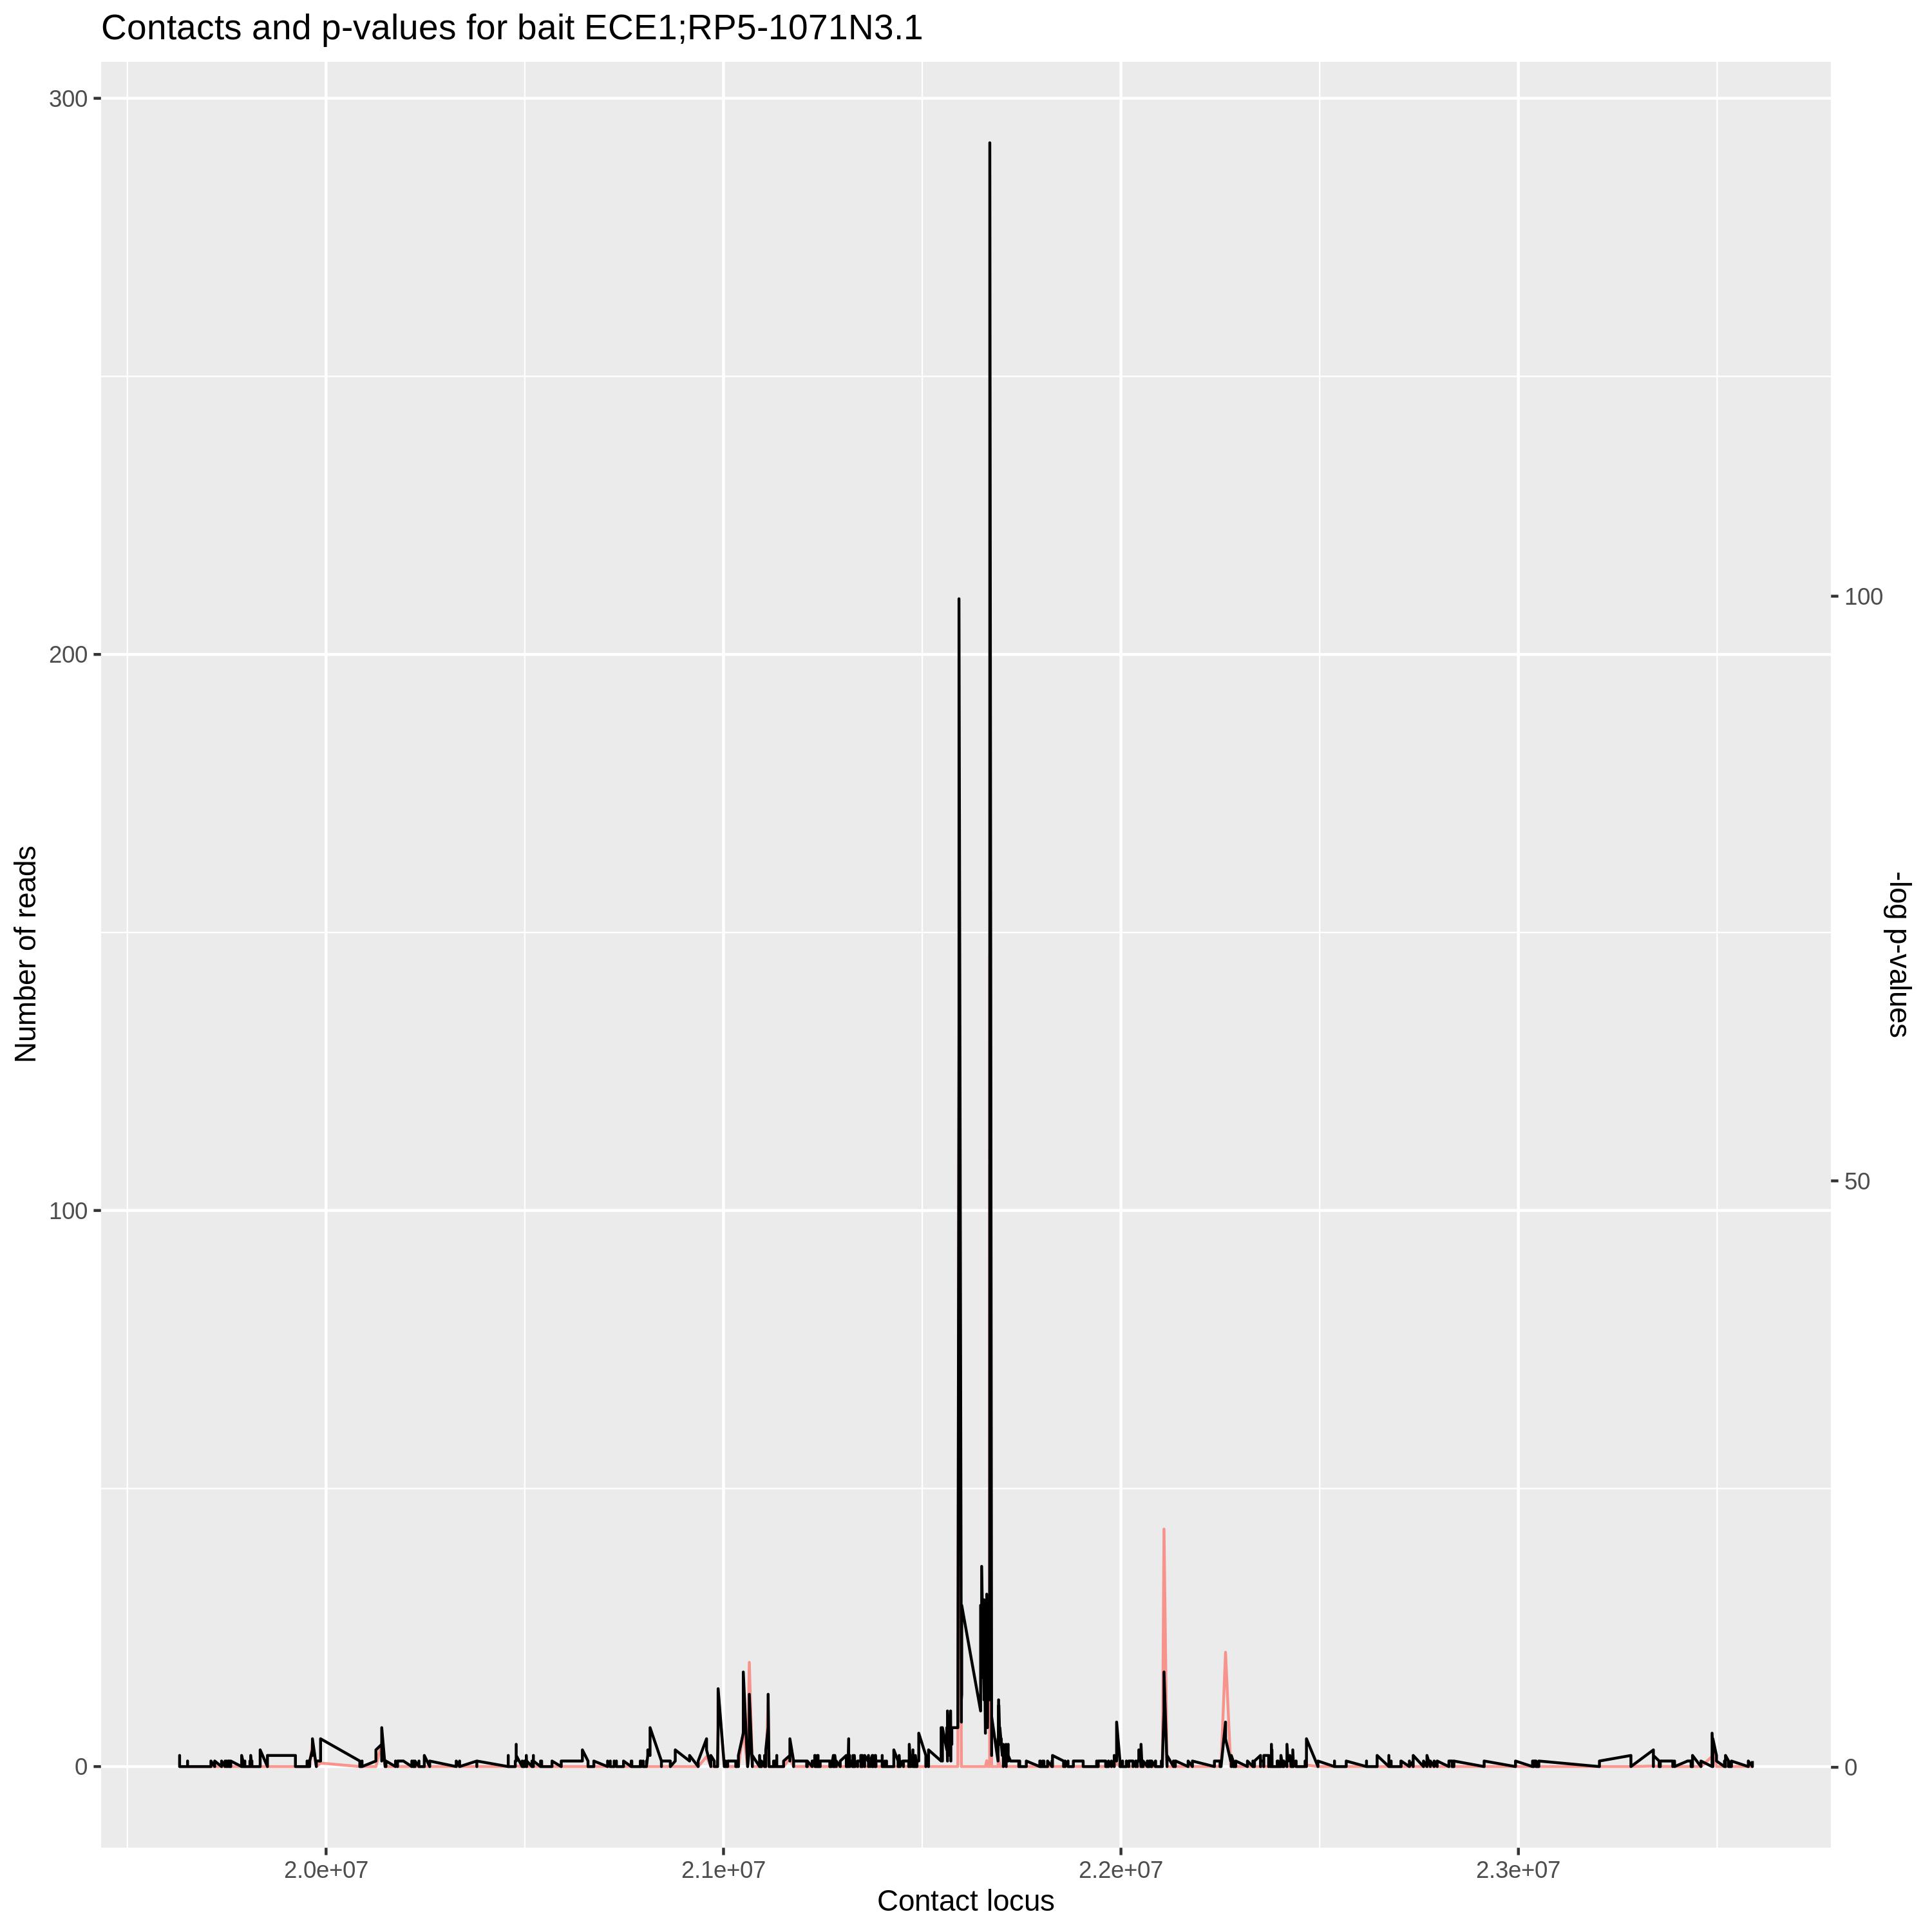 Contacts and p-values for bait ECE1;RP5-1071N3.1
300
200
100
0
Number of reads
100
50
0
-log p-values
2.0e+07
2.1e+07
2.2e+07
2.3e+07
Contact locus